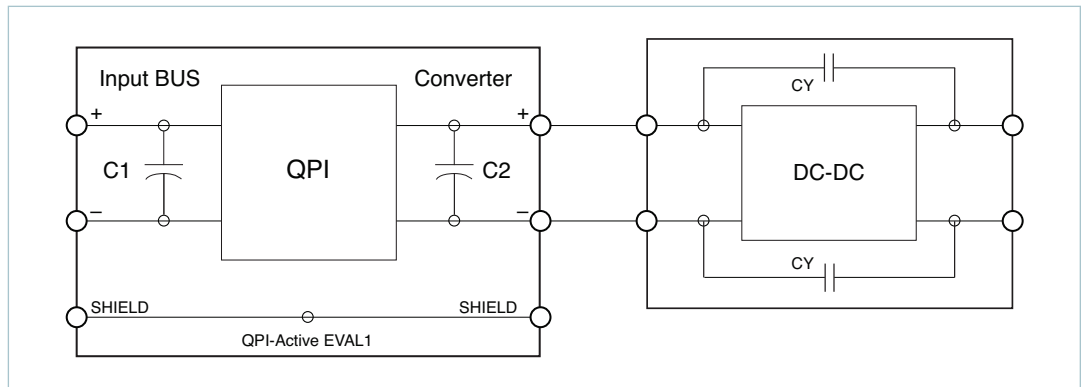 Input BUS
Converter
CY
+
+
C1
QPI
C2
DC-DC
–
–
CY
SHIELD
SHIELD
QPI-Active EVAL1